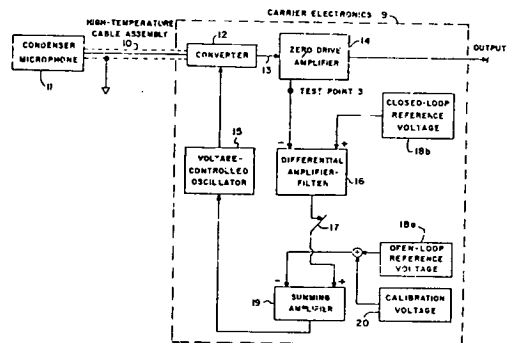 CARRIER ELECTRONICS 9
HIGH-TEMPERATURE
CABLE ASSEMBLY
10
12
14
CONDENSER
MICROPHONE
11
CONVERTER
13
ZERO DRIVE
AMPLIFIER
OUTPUT
TEST POINT 3
CLOSED-LOOP
REFERENCE
VOLTAGE
18b
15
VOLTAGE-
CONTROLLED
OSCILLATOR
- +
DIFFERENTIAL
AMPLIFIER-
FILTER
16
17
18a
OPEN-LOOP
REFERENCE
VOLTAGE
+
- +
19
SUMMING
AMPLIFIER
CALIBRATION
VOLTAGE
20